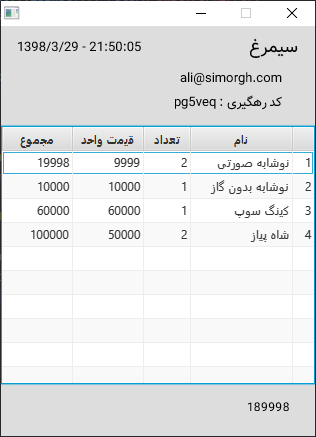 سیمرغ 1398/3/29 - 21:50:05
ali@simorgh.com
کد رهگیری : pg5veq
نام تعداد قیمت واحد مجموع
1 نوشابه صورتی 2 9999 19998
2 نوشابه بدون گاز 1 10000 10000
3 کینگ سوپ 1 60000 60000
4 شاه پیاز 2 50000 100000
189998